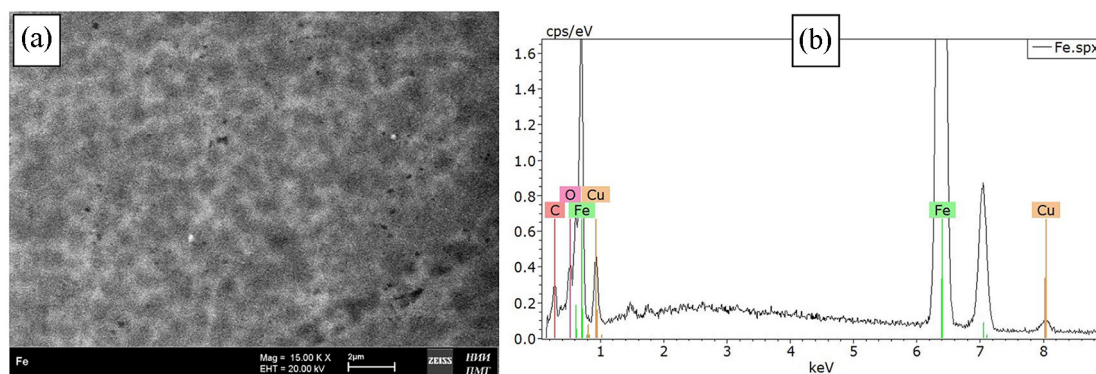 (a)
Fe
Mag = 15.00 K X
EHT = 20.00 kV
2µm
ZEISS
НИИ
ПМТ
(b)
cps/eV
Fe.spx
1.6
1.4
1.2
1.0
0.8
0.6
0.4
0.2
0.0
C
O
Fe
Cu
Fe
Cu
1
2
3
4
5
6
7
8
keV